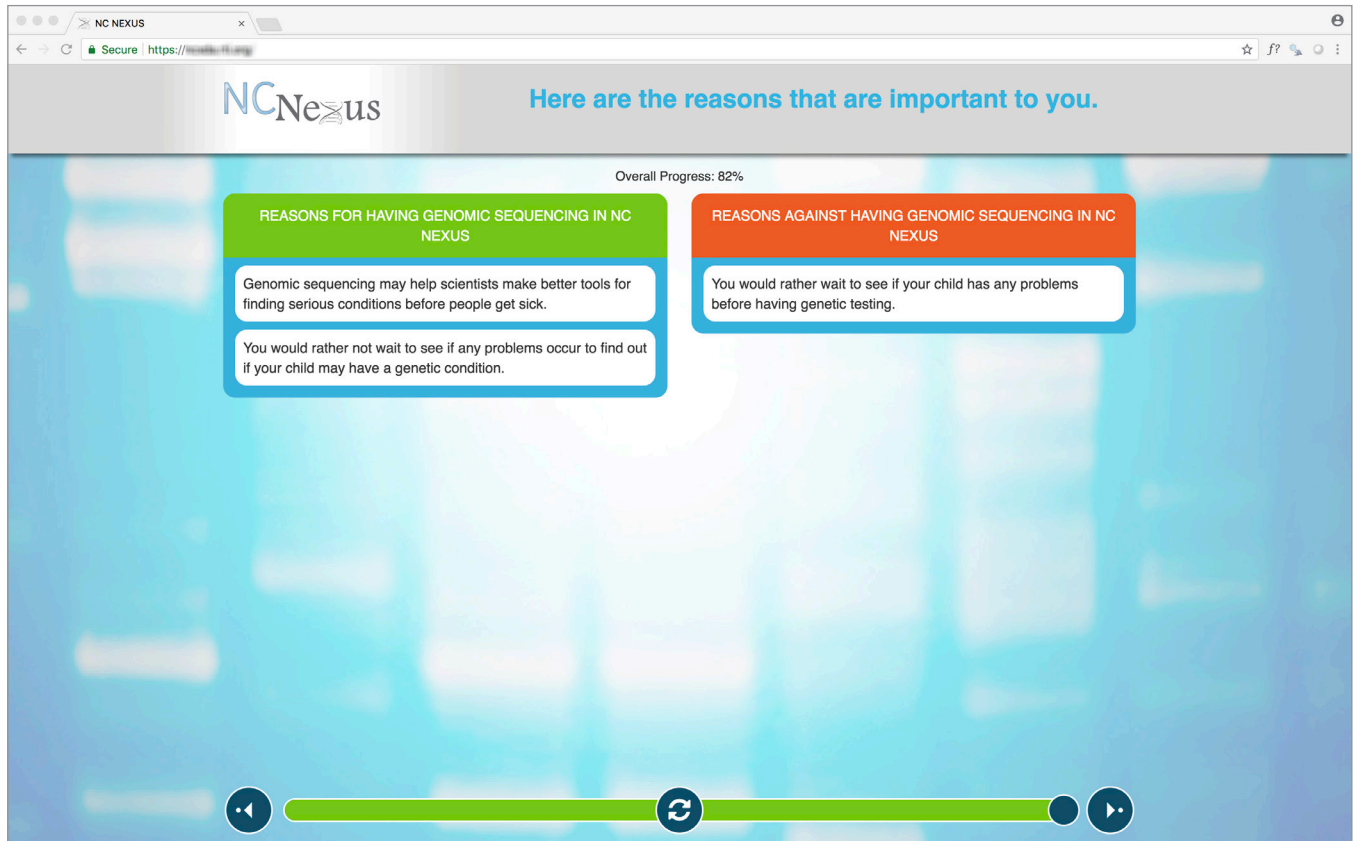 NC NEXUS
Secure https://
f?
NCNexus
Here are the reasons that are important to you.
Overall Progress: 82%
REASONS FOR HAVING GENOMIC SEQUENCING IN NC
NEXUS
Genomic sequencing may help scientists make better tools for
finding serious conditions before people get sick.
You would rather not wait to see if any problems occur to find out
if your child may have a genetic condition.
REASONS AGAINST HAVING GENOMIC SEQUENCING IN NC
NEXUS
You would rather wait to see if your child has any problems
before having genetic testing.